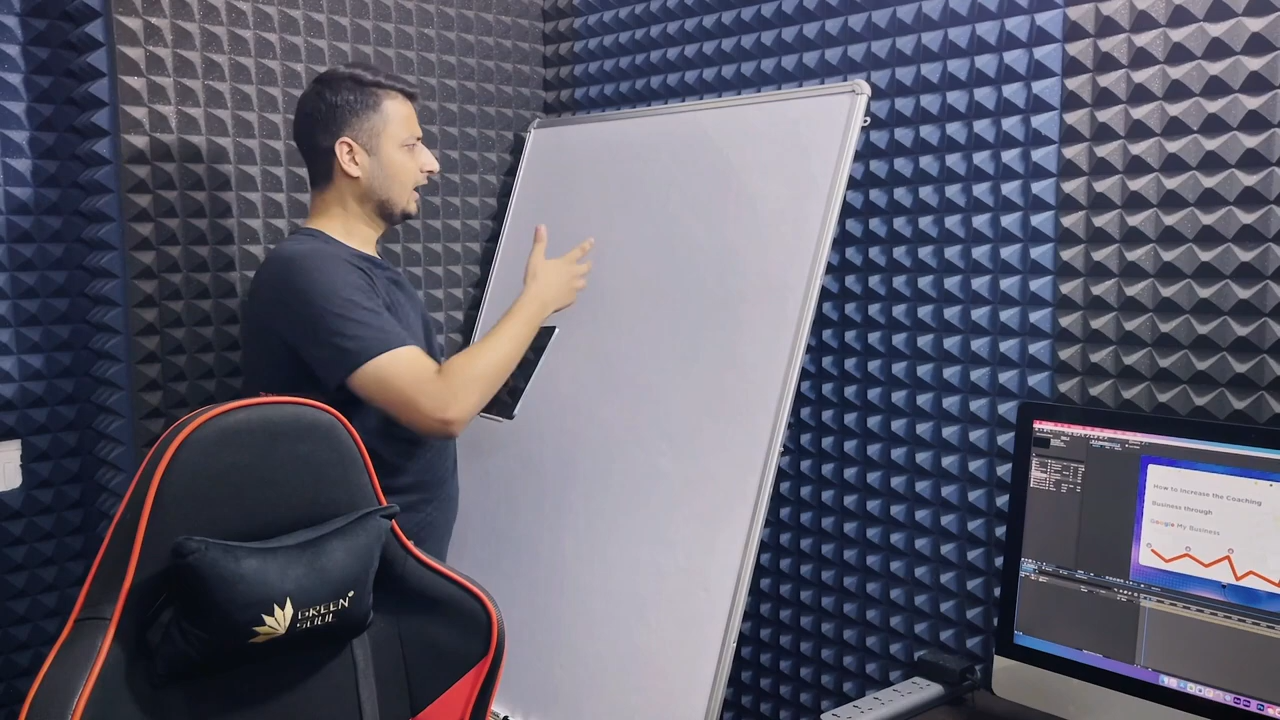 GREEN
SOUL
How to Increase the Coaching
Business through
Google My Business